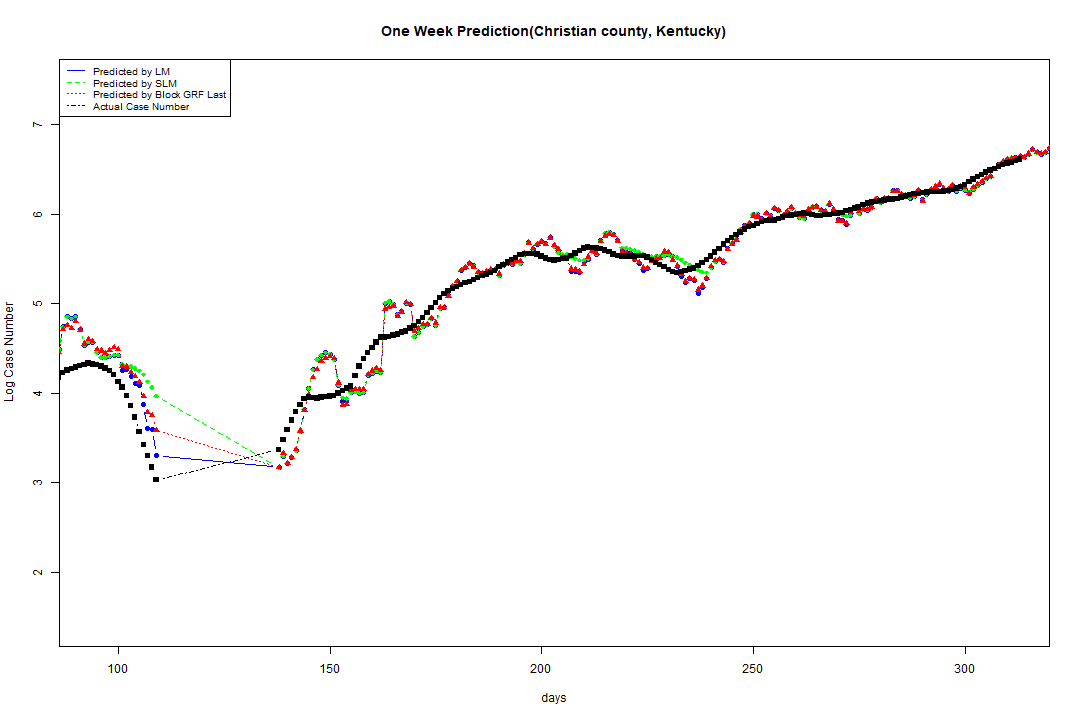 One Week Prediction(Christian county, Kentucky)
Predicted by LM
Predicted by SLM
Predicted by Block GRF Last
Actual Case Number
7
6
5
4
3
2
Log Case Number
100 150 200 250 300
days